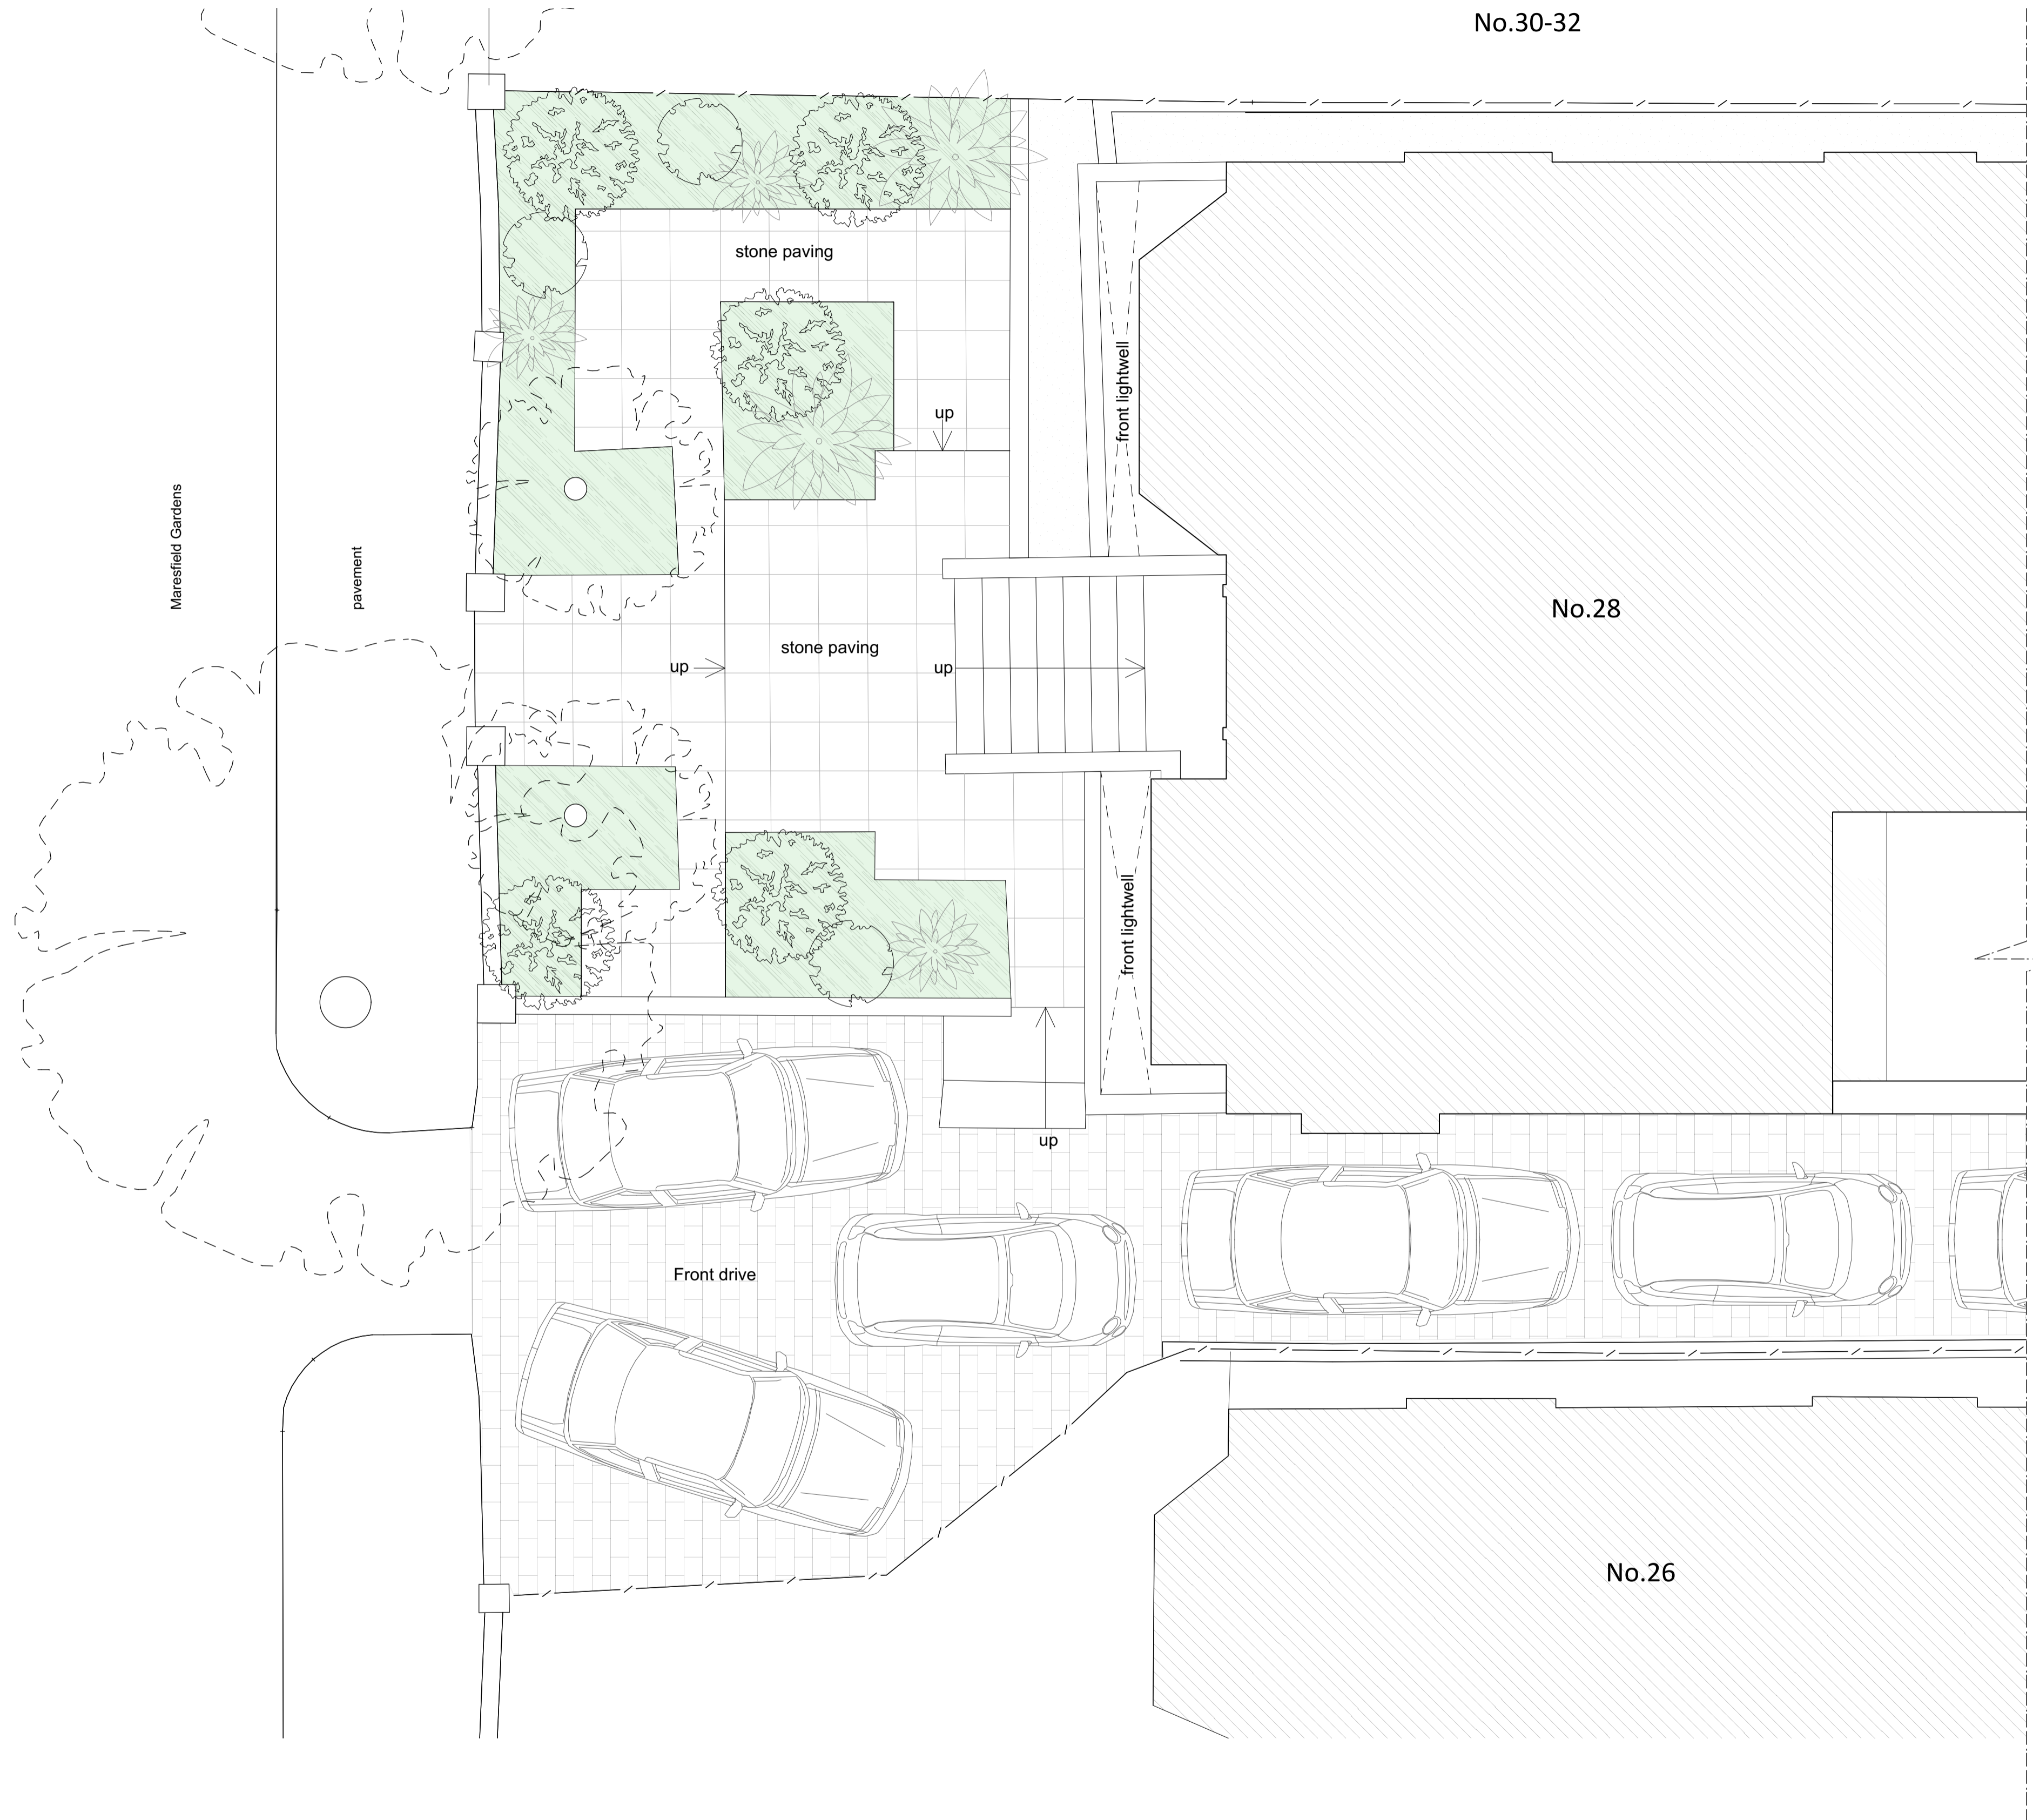 No.30-32
stone paving
front lightwell
up
Maresfield Gardens
pavement
No.28
stone paving
up
up
front lightwell
up
Front drive
No.26